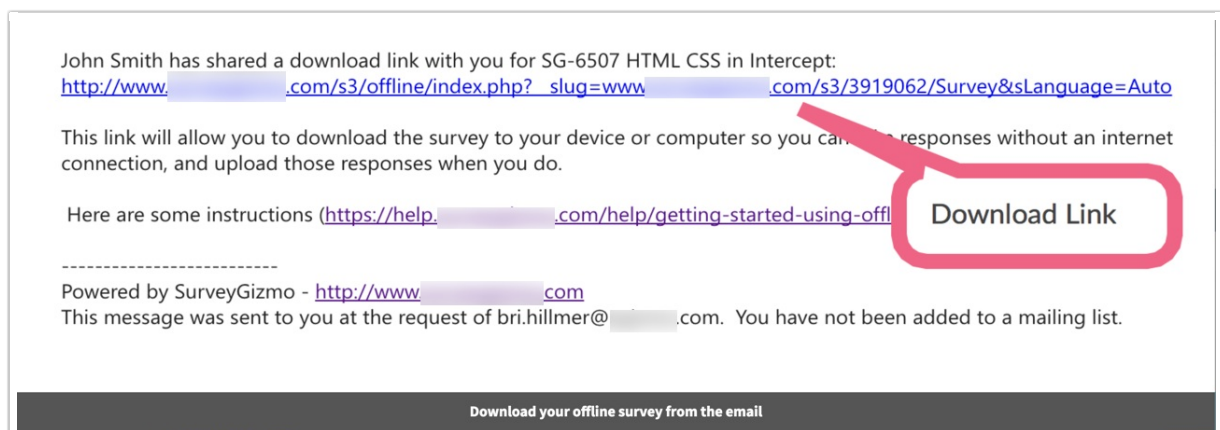 John Smith has shared a download link with you for SG-6507 HTML CSS in Intercept:
http://www. .com/s3/offline/index.php?__slug=www .com/s3/3919062/Survey&sLanguage=Auto
This link will allow you to download the survey to your device or computer so you can responses without an internet
connection, and upload those responses when you do.
Here are some instructions (https://help. .com/help/getting-started-using-offl
Download Link
--------------------------
Powered by SurveyGizmo - http://www. com
This message was sent to you at the request of bri.hillmer@ .com. You have not been added to a mailing list.
Download your offline survey from the email